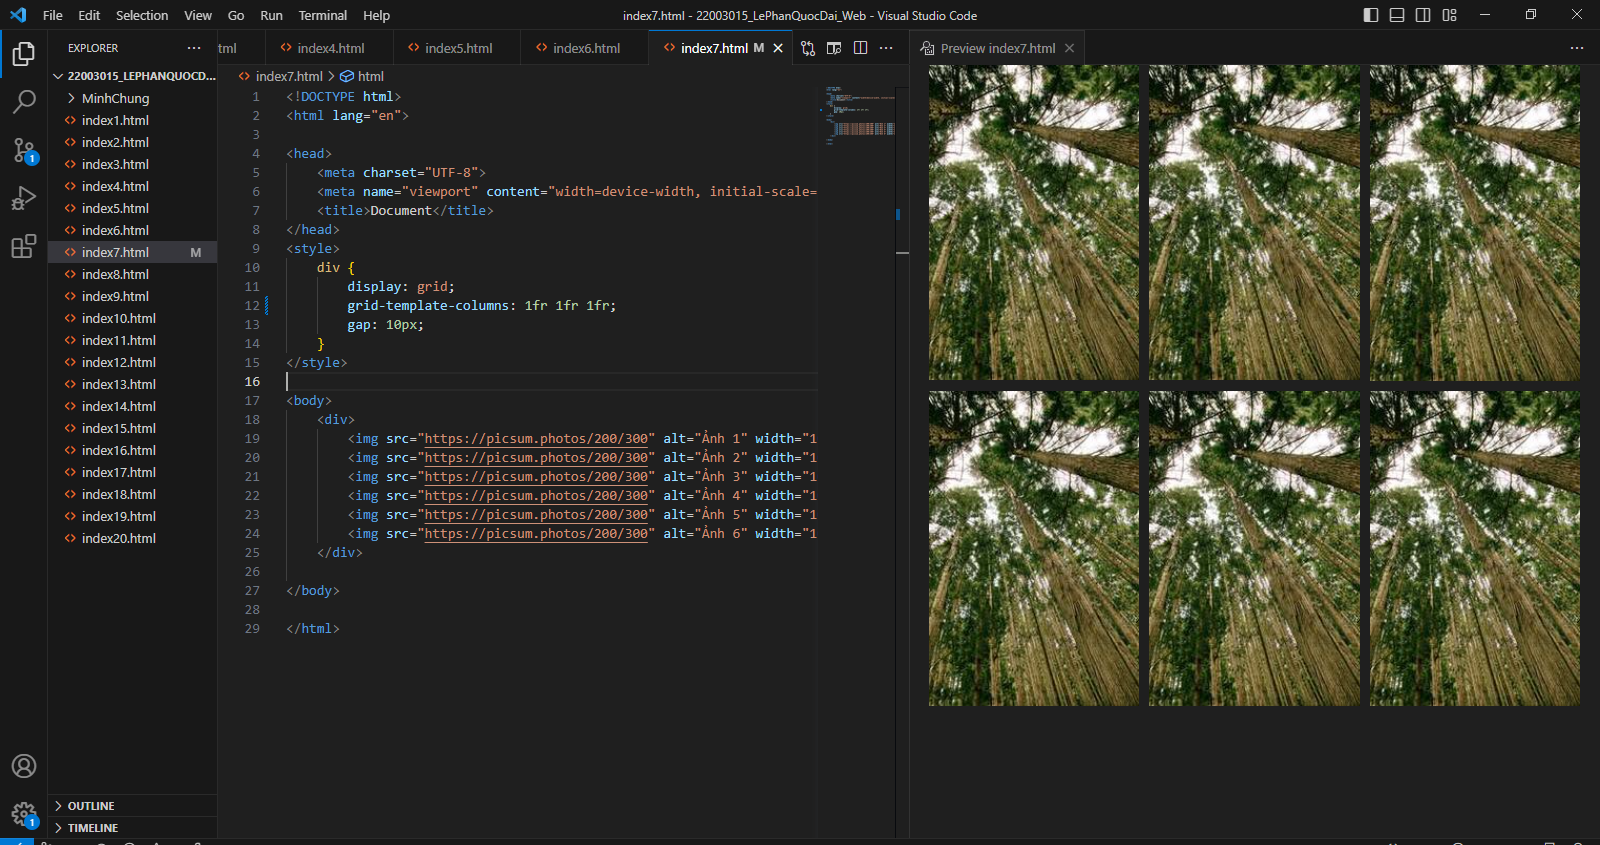 File Edit Selection View Go Run Terminal Help
index7.html - 22003015_LePhanQuocDai_Web - Visual Studio Code
EXPLORER
22003015_LEPHANQUOCD...
MinhChung
index1.html
index2.html
index3.html
index4.html
index5.html
index6.html
index7.html M
index8.html
index9.html
index10.html
index11.html
index12.html
index13.html
index14.html
index15.html
index16.html
index17.html
index18.html
index19.html
index20.html
OUTLINE
TIMELINE
1
1
tml index4.html index5.html index6.html index7.html M
index7.html > html
1 <!DOCTYPE html>
2 <html lang="en">
3
4 <head>
5 <meta charset="UTF-8">
6 <meta name="viewport" content="width=device-width, initial-scale=
7 <title>Document</title>
8 </head>
9 <style>
10 div {
11 display: grid;
12 grid-template-columns: 1fr 1fr 1fr;
13 gap: 10px;
14 }
15 </style>
16
17 <body>
18 <div>
19 <img src="https://picsum.photos/200/300" alt="Ảnh 1" width="1
20 <img src="https://picsum.photos/200/300" alt="Ảnh 2" width="1
21 <img src="https://picsum.photos/200/300" alt="Ảnh 3" width="1
22 <img src="https://picsum.photos/200/300" alt="Ảnh 4" width="1
23 <img src="https://picsum.photos/200/300" alt="Ảnh 5" width="1
24 <img src="https://picsum.photos/200/300" alt="Ảnh 6" width="1
25 </div>
26
27 </body>
28
29 </html>
Preview index7.html